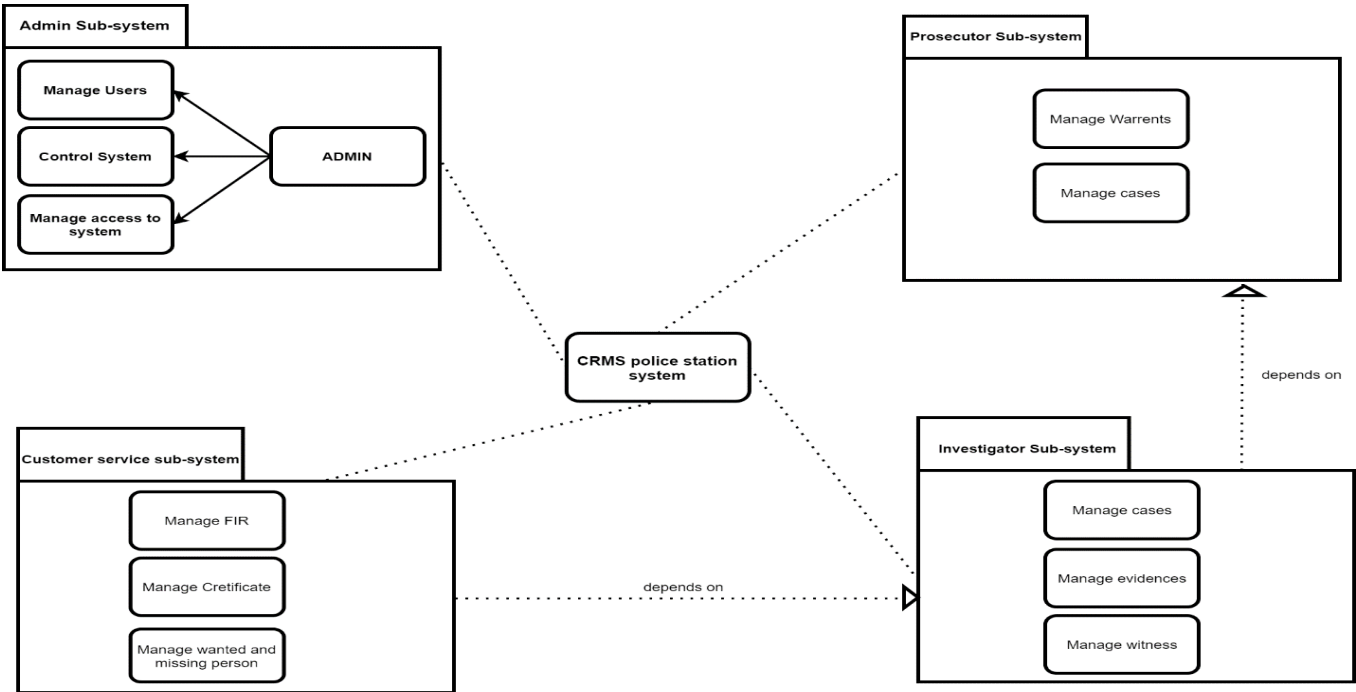 Admin Sub-system
Manage Users
Control System
Manage access to
system
ADMIN
Prosecutor Sub-system
Manage Warrents
Manage cases
CRMS police station
system
depends on
Customer service sub-system
Manage FIR
Manage Cretificate
Manage wanted and
missing person
depends on
Investigator Sub-system
Manage cases
Manage evidences
Manage witness